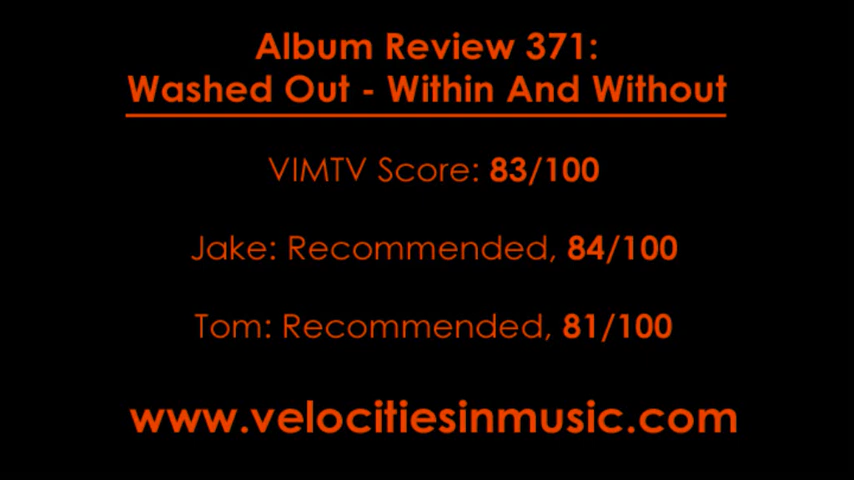 Album Review 371:
Washed Out - Within And Without
VIMTV Score: 83/100
Jake: Recommended, 84/100
Tom: Recommended, 81/100
www.velocitiesinmusic.com